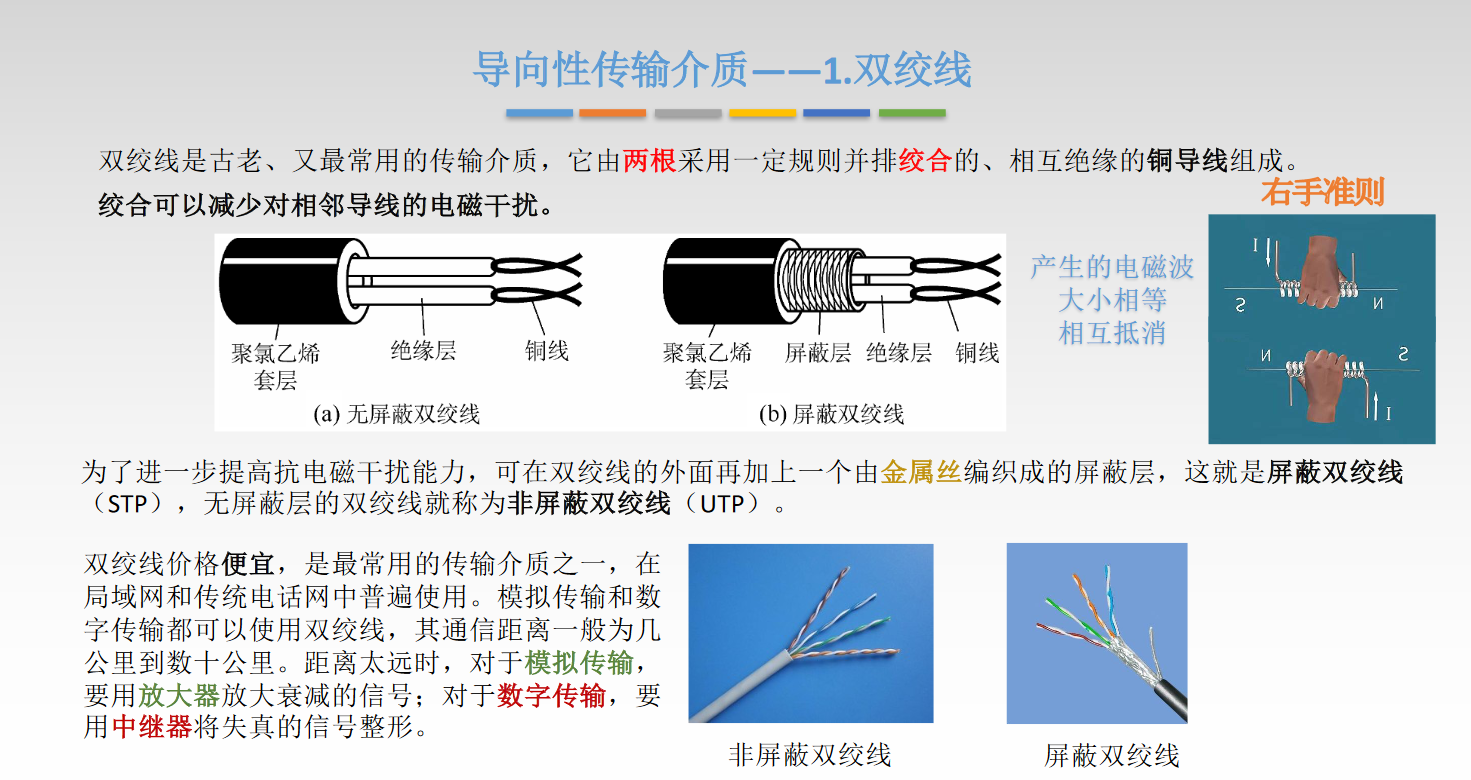 导向性传输介质——1.双绞线
双绞线是古老、又最常用的传输介质，它由两根采用一定规则并排绞合的、相互绝缘的铜导线组成。
绞合可以减少对相邻导线的电磁干扰。
右手准则
聚氯乙烯
套层
绝缘层
铜线
(a) 无屏蔽双绞线
聚氯乙烯
套层
屏蔽层
绝缘层
铜线
(b) 屏蔽双绞线
产生的电磁波
大小相等
相互抵消
I
S
N
N
S
I
为了进一步提高抗电磁干扰能力，可在双绞线的外面再加上一个由金属丝编织成的屏蔽层，这就是屏蔽双绞线
（STP），无屏蔽层的双绞线就称为非屏蔽双绞线（UTP）。
双绞线价格便宜，是最常用的传输介质之一，在
局域网和传统电话网中普遍使用。模拟传输和数
字传输都可以使用双绞线，其通信距离一般为几
公里到数十公里。距离太远时，对于模拟传输，
要用放大器放大衰减的信号；对于数字传输，要
用中继器将失真的信号整形。
非屏蔽双绞线
屏蔽双绞线